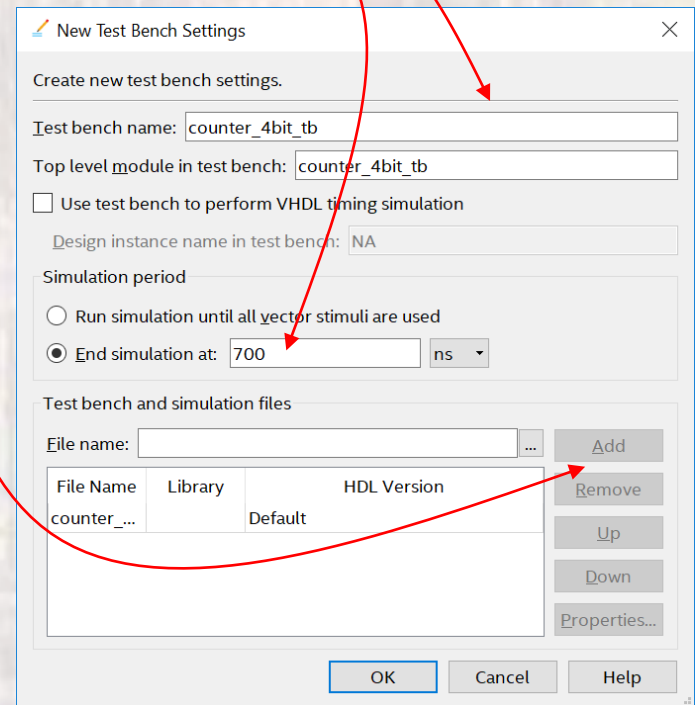 New Test Bench Settings
Create new test bench settings.
Test bench name: counter_4bit_tb
Top level module in test bench: counter_4bit_tb
Use test bench to perform VHDL timing simulation
Design instance name in test bench: NA
Simulation period
Run simulation until all vector stimuli are used
End simulation at: 700 ns
Test bench and simulation files
File name: ... Add
File Name Library HDL Version Remove
counter_... Default
Up
Down
Properties...
OK Cancel Help